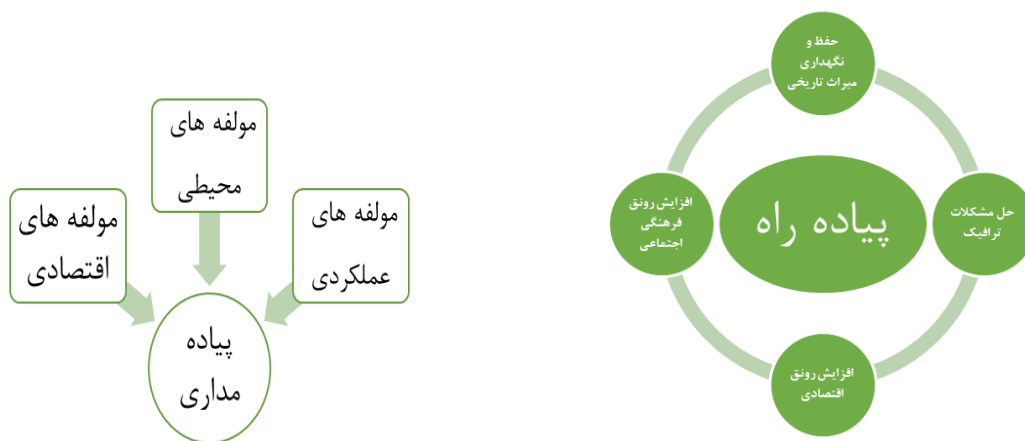 حفظ و
نگهداری
میراث تاریخی
حل مشکلات
ترافیک
افزایش رونق
اقتصادی
افزایش رونق
فرهنگی
اجتماعی
پیاده راه
مولفه های
محیطی
مولفه های
عملکردی
مولفه های
اقتصادی
پیاده
مداری